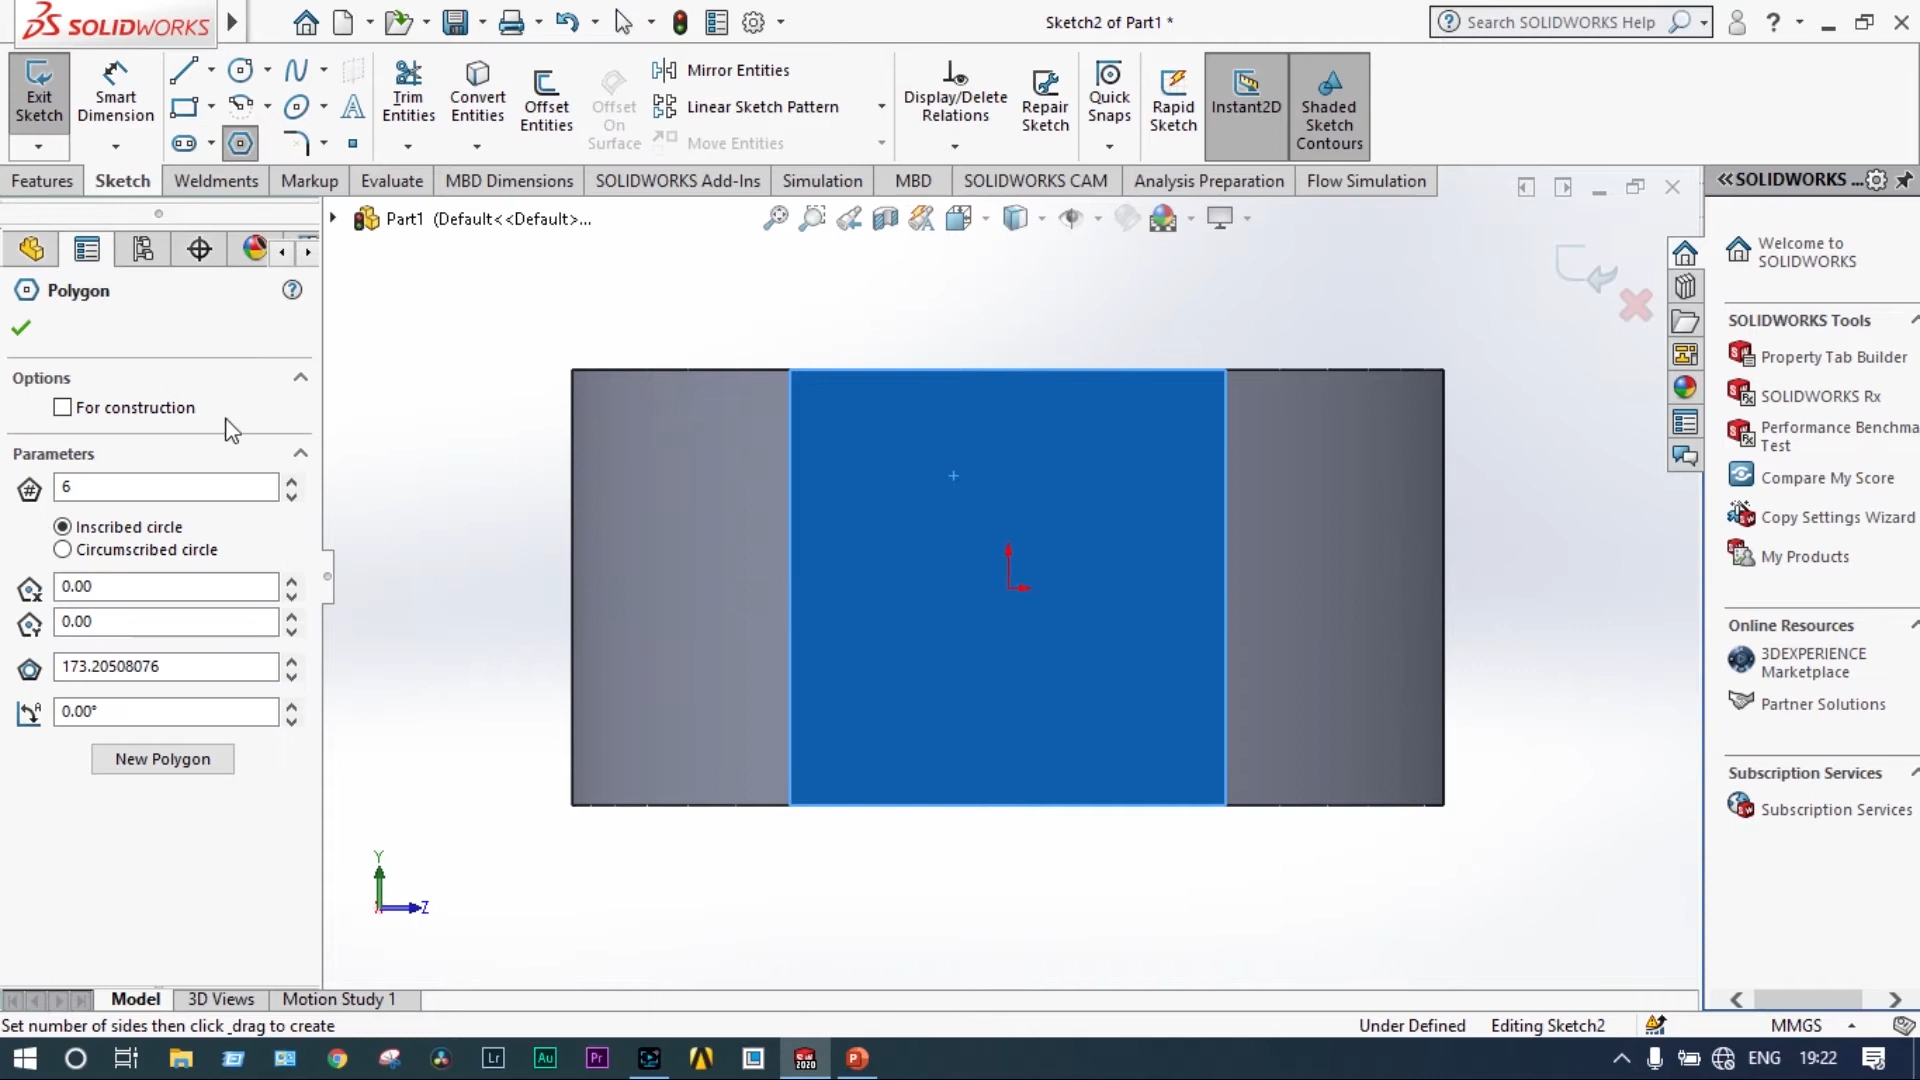 SOLIDWORKS
Sketch2 of Part1 *
Search SOLIDWORKS Help
Exit Sketch
Smart Dimension
Trim Entities
Convert Entities
Offset Entities
Offset On Surface
Mirror Entities
Linear Sketch Pattern
Move Entities
Display/Delete Relations
Repair Sketch
Quick Snaps
Rapid Sketch
Instant2D
Shaded Sketch Contours
Features
Sketch
Weldments
Markup
Evaluate
MBD Dimensions
SOLIDWORKS Add-Ins
Simulation
MBD
SOLIDWORKS CAM
Analysis Preparation
Flow Simulation
SOLIDWORKS ...
Part1 (Default<<Default>...
Polygon
Options
For construction
Parameters
6
Inscribed circle
Circumscribed circle
0.00
0.00
173.20508076
0.00°
New Polygon
Y
Z
Welcome to
SOLIDWORKS
SOLIDWORKS Tools
Property Tab Builder
SOLIDWORKS Rx
Performance Benchma
Test
Compare My Score
Copy Settings Wizard
My Products
Online Resources
3DEXPERIENCE
Marketplace
Partner Solutions
Subscription Services
Subscription Services
Model
3D Views
Motion Study 1
Set number of sides then click_drag to create
Under Defined
Editing Sketch2
MMGS
Lr
Au
Pr
SW
2020
P
ENG
19:22